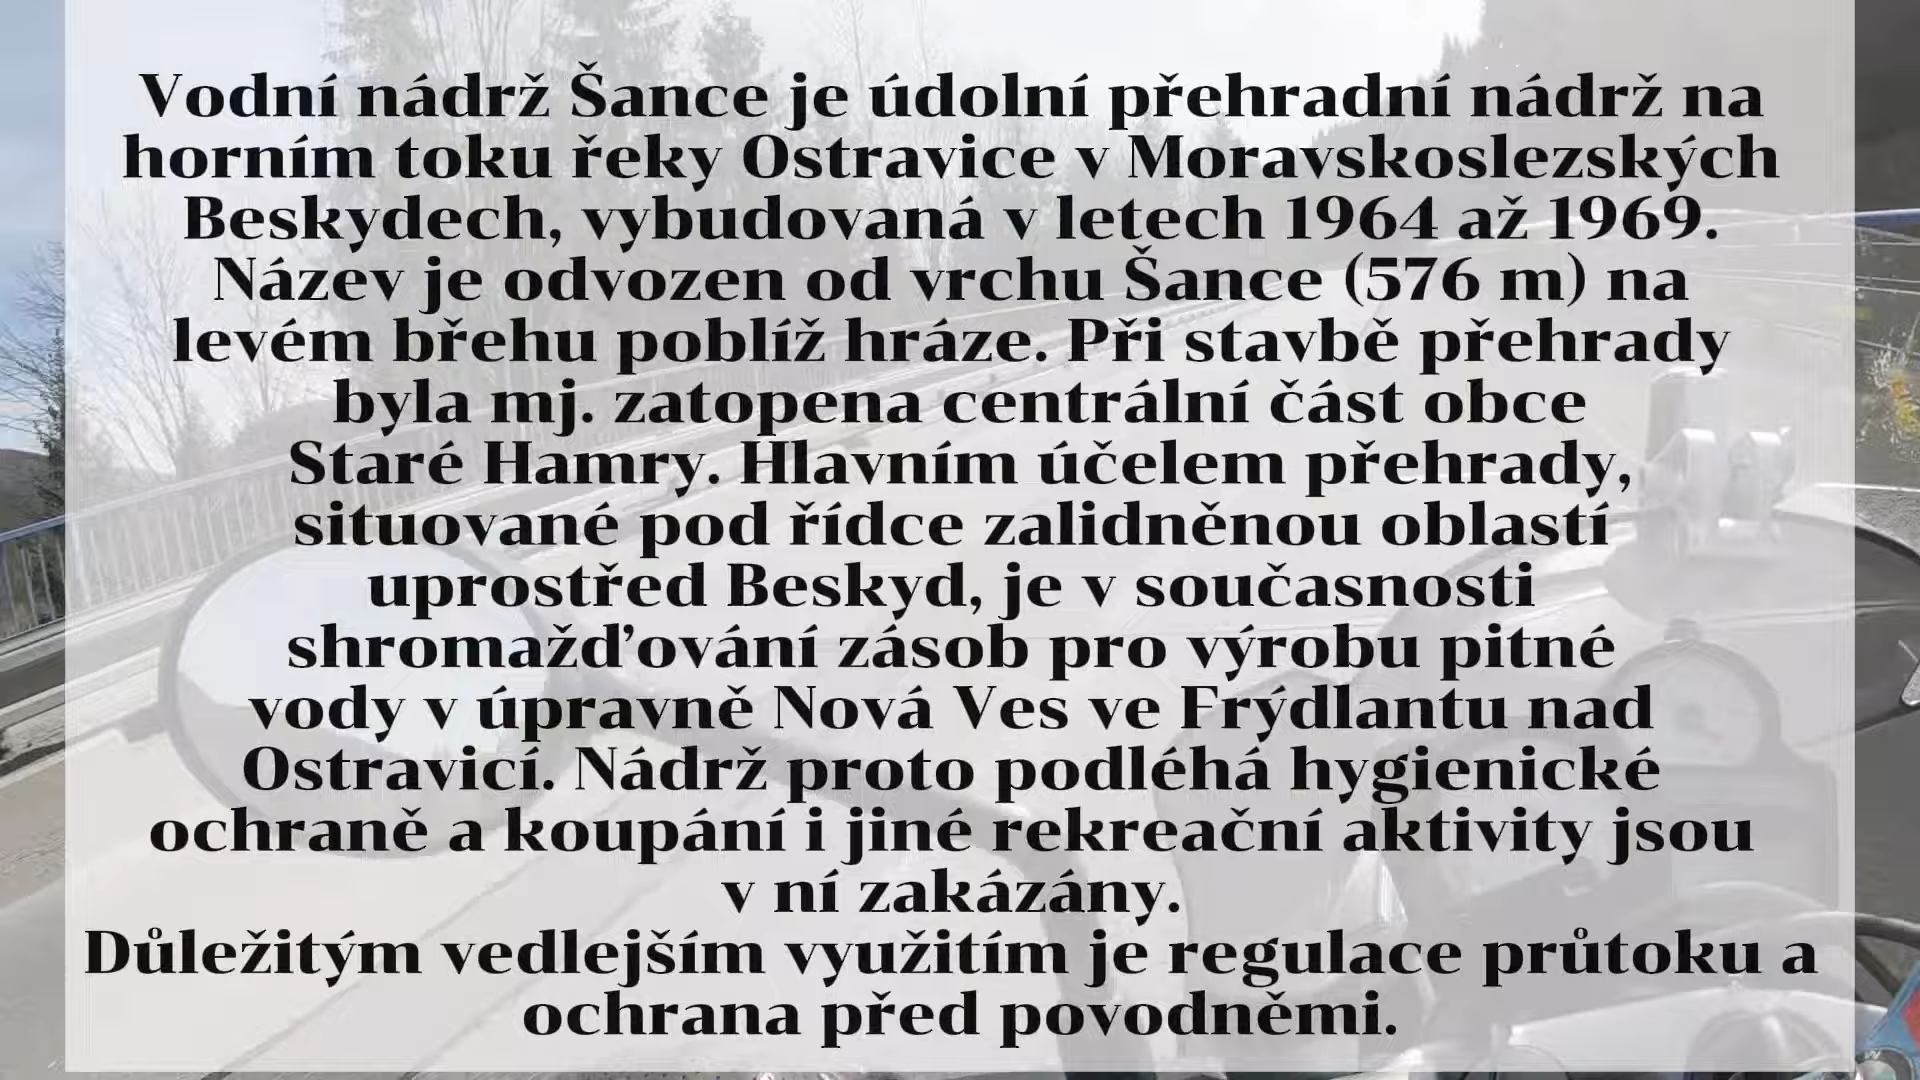 Vodní nádrž Šance je údolní přehradní nádrž na
horním toku řeky Ostravice v Moravskoslezských
Beskydech, vybudovaná v letech 1964 až 1969.
Název je odvozen od vrchu Šance (576 m) na
levém břehu poblíž hráze. Při stavbě přehrady
byla mj. zatopena centrální část obce
Staré Hamry. Hlavním účelem přehrady,
situované pod řídce zalidněnou oblastí
uprostřed Beskyd, je v současnosti
shromažďování zásob pro výrobu pitné
vody v úpravně Nová Ves ve Frýdlantu nad
Ostravicí. Nádrž proto podléhá hygienické
ochraně a koupání i jiné rekreační aktivity jsou
v ní zakázány.
Důležitým vedlejším využitím je regulace průtoku a
ochrana před povodněmi.